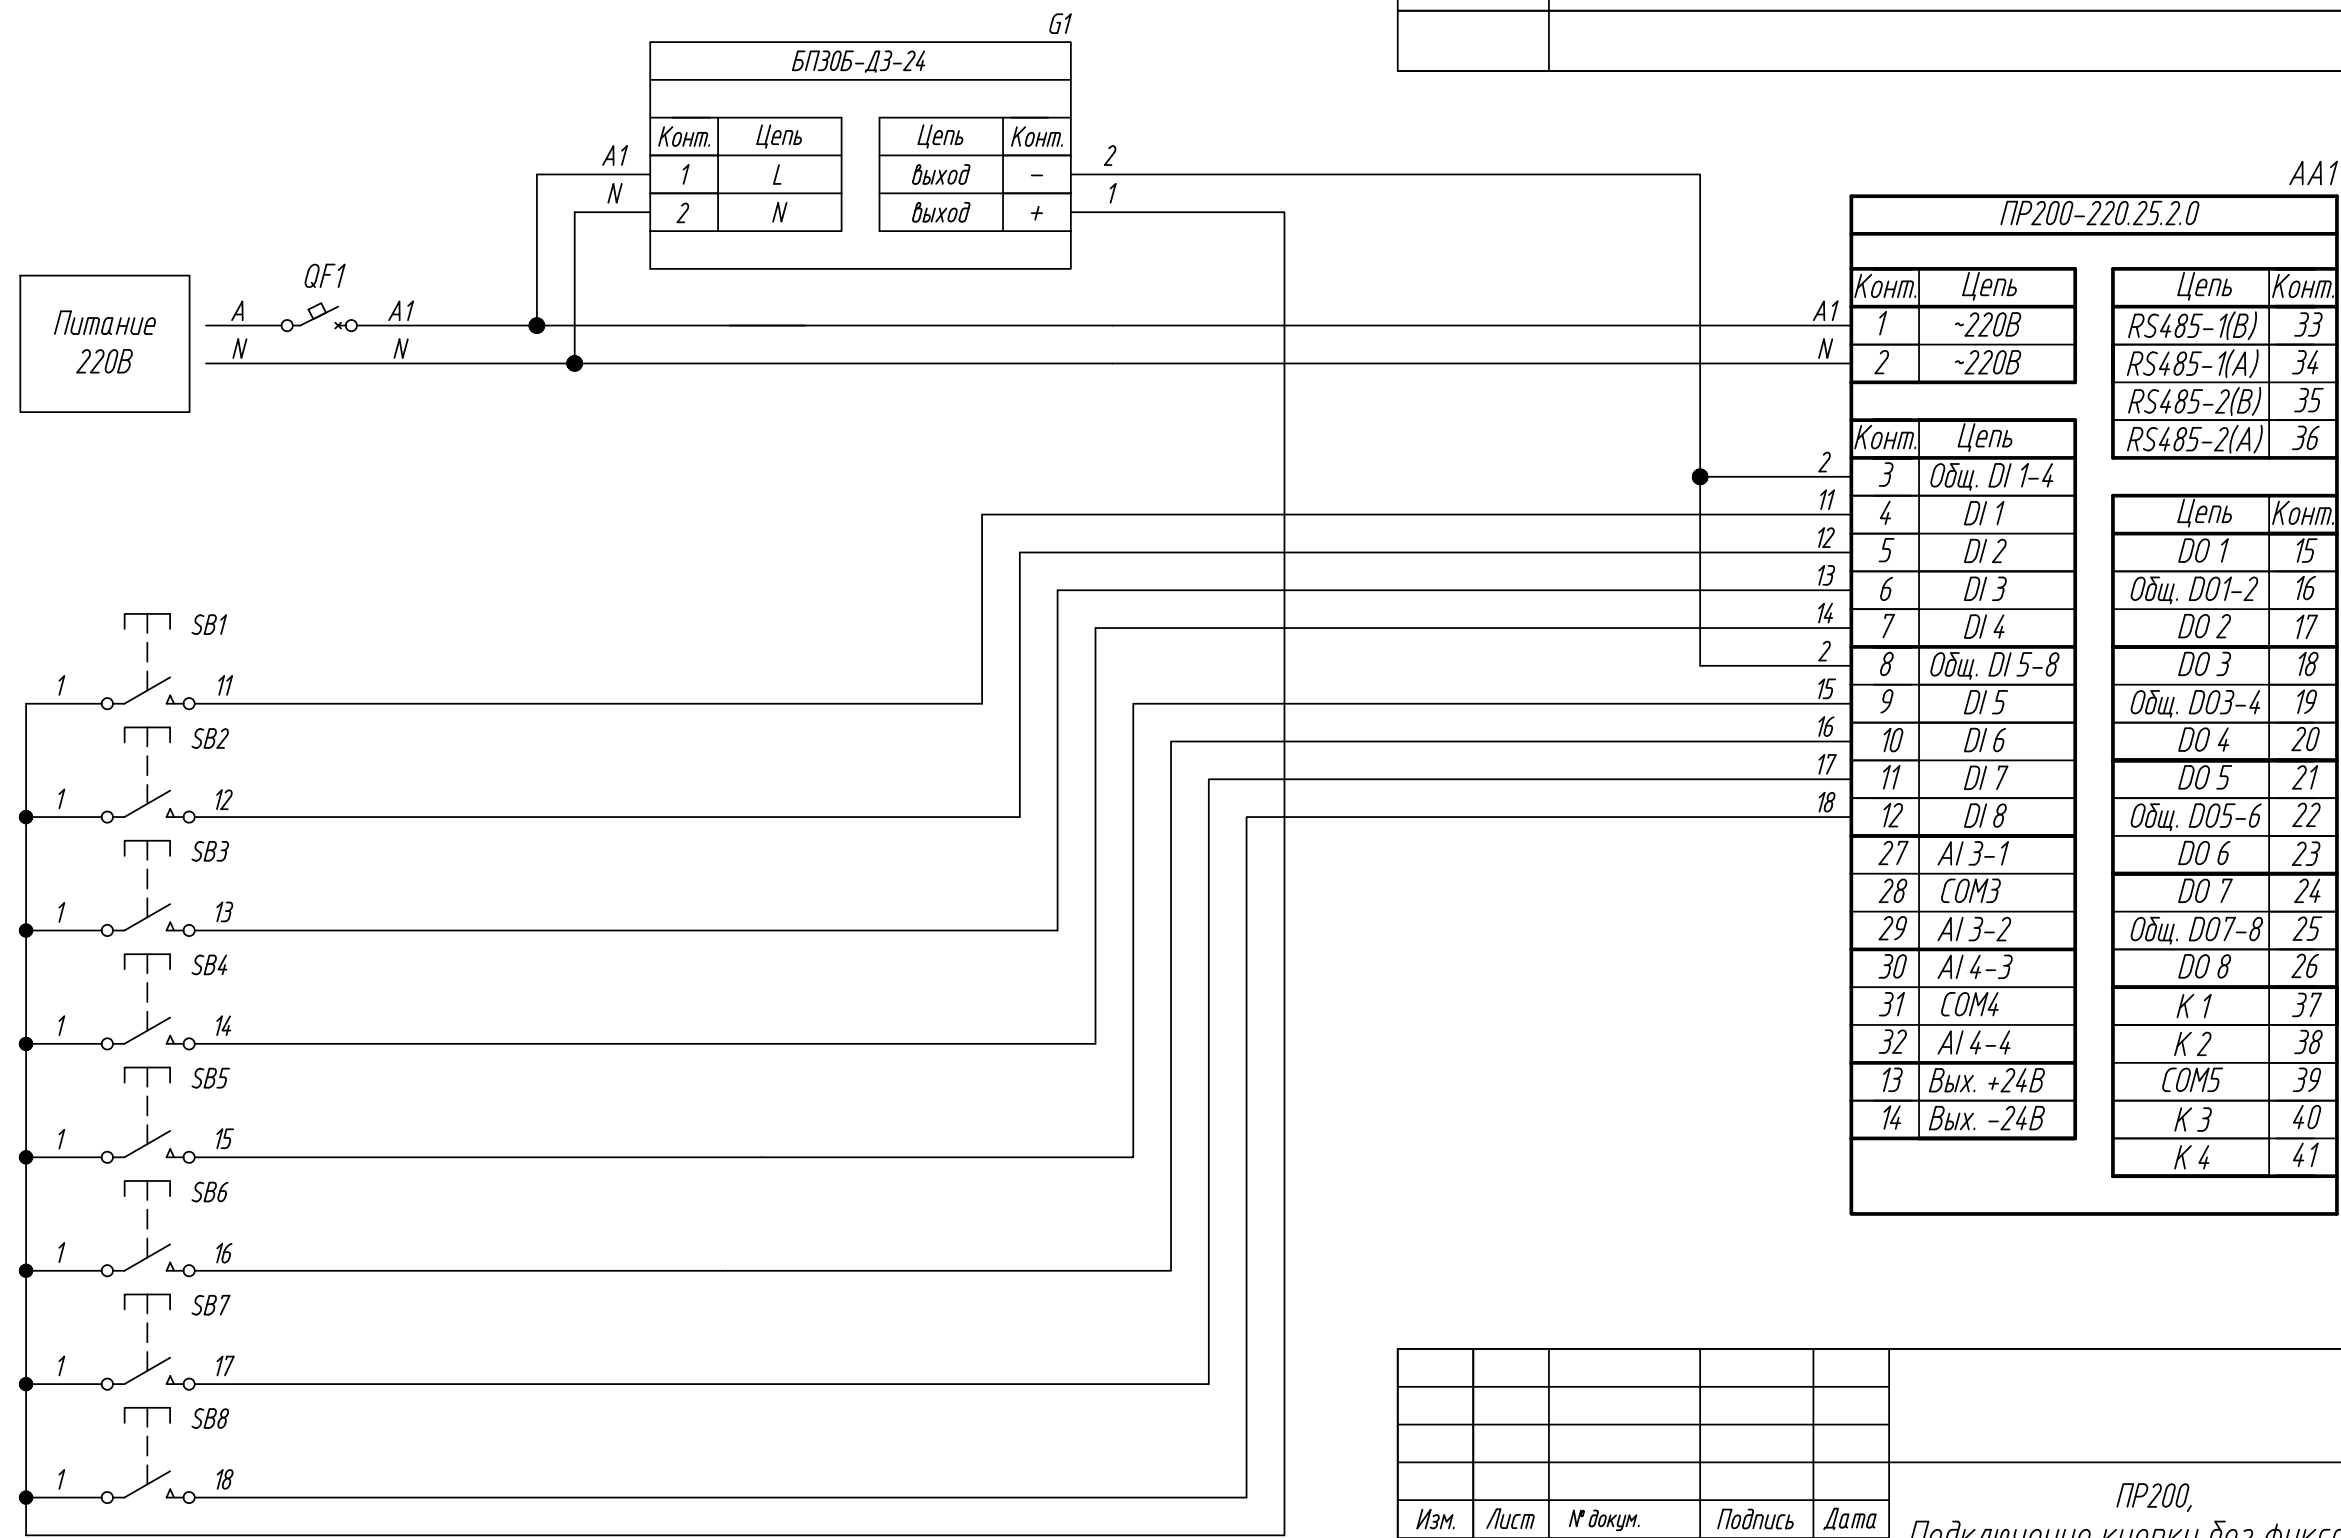 G1
БП30Б-Д3-24
Конт. Цепь Цепь Конт.
A1 1 L выход - 2
N 2 N выход + 1
Питание
220В
QF1
A A1
N N
AA1
ПР200-220.25.2.0
Конт. Цепь
A1 1 ~220В
N 2 ~220В
Конт. Цепь
2 3 Общ. DI 1-4
11 4 DI 1
12 5 DI 2
13 6 DI 3
14 7 DI 4
2 8 Общ. DI 5-8
15 9 DI 5
16 10 DI 6
17 11 DI 7
18 12 DI 8
27 AI 3-1
28 COM3
29 AI 3-2
30 AI 4-3
31 COM4
32 AI 4-4
13 Вых. +24В
14 Вых. -24В
Цепь Конт.
RS485-1(B) 33
RS485-1(A) 34
RS485-2(B) 35
RS485-2(A) 36
Цепь Конт.
DO 1 15
Общ. DO1-2 16
DO 2 17
DO 3 18
Общ. DO3-4 19
DO 4 20
DO 5 21
Общ. DO5-6 22
DO 6 23
DO 7 24
Общ. DO7-8 25
DO 8 26
К 1 37
К 2 38
COM5 39
К 3 40
К 4 41
SB1
1 11
SB2
1 12
SB3
1 13
SB4
1 14
SB5
1 15
SB6
1 16
SB7
1 17
SB8
1 18
Изм. Лист № докум. Подпись Дата
ПР200,
Подключение кнопки без